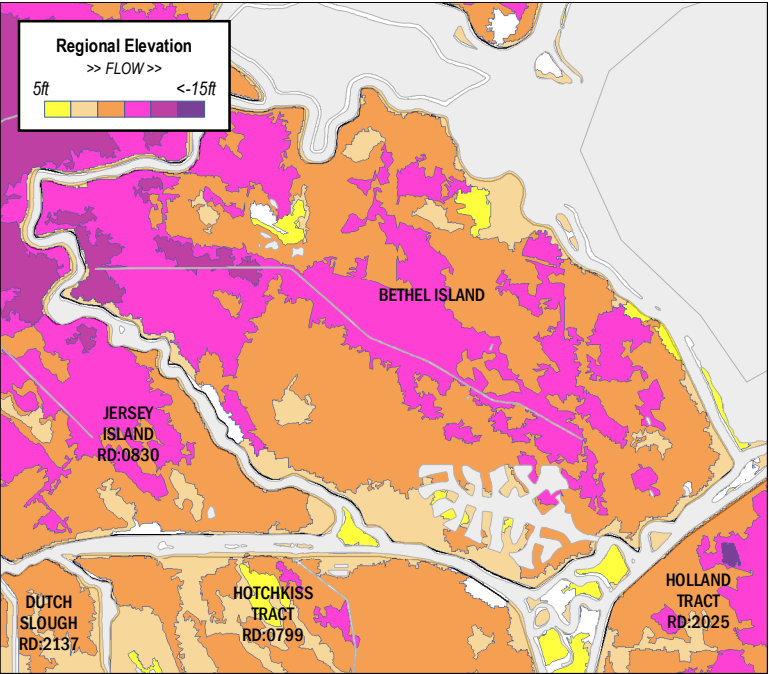 Regional Elevation
>> FLOW >>
5ft <-15ft
BETHEL ISLAND
JERSEY
ISLAND
RD:0830
DUTCH
SLOUGH
RD:2137
HOTCHKISS
TRACT
RD:0799
HOLLAND
TRACT
RD:2025